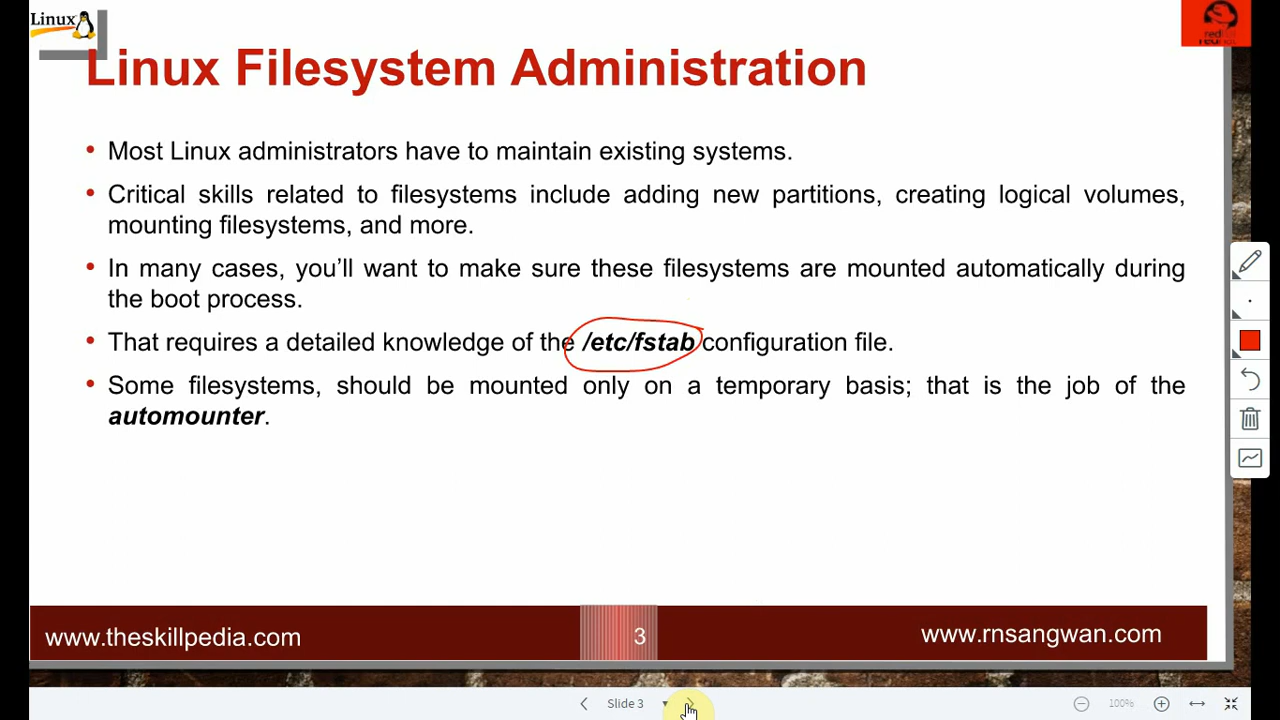 Linux
red
Linux Filesystem Administration
• Most Linux administrators have to maintain existing systems.
• Critical skills related to filesystems include adding new partitions, creating logical volumes,
mounting filesystems, and more.
• In many cases, you’ll want to make sure these filesystems are mounted automatically during
the boot process.
• That requires a detailed knowledge of the /etc/fstab configuration file.
• Some filesystems, should be mounted only on a temporary basis; that is the job of the
automounter.
www.theskillpedia.com
3
www.rnsangwan.com
Slide 3
100%